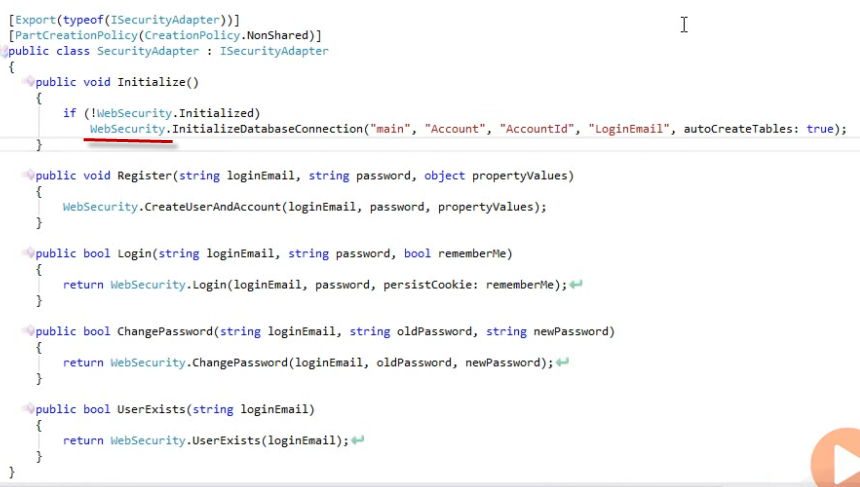 [Export(typeof(ISecurityAdapter))]
[PartCreationPolicy(CreationPolicy.NonShared)]
public class SecurityAdapter : ISecurityAdapter
{
public void Initialize()
{
if (!WebSecurity.Initialized)
WebSecurity.InitializeDatabaseConnection("main", "Account", "AccountId", "LoginEmail", autoCreateTables: true);
}
public void Register(string loginEmail, string password, object propertyValues)
{
WebSecurity.CreateUserAndAccount(loginEmail, password, propertyValues);
}
public bool Login(string loginEmail, string password, bool rememberMe)
{
return WebSecurity.Login(loginEmail, password, persistCookie: rememberMe);
}
public bool ChangePassword(string loginEmail, string oldPassword, string newPassword)
{
return WebSecurity.ChangePassword(loginEmail, oldPassword, newPassword);
}
public bool UserExists(string loginEmail)
{
return WebSecurity.UserExists(loginEmail);
}
}